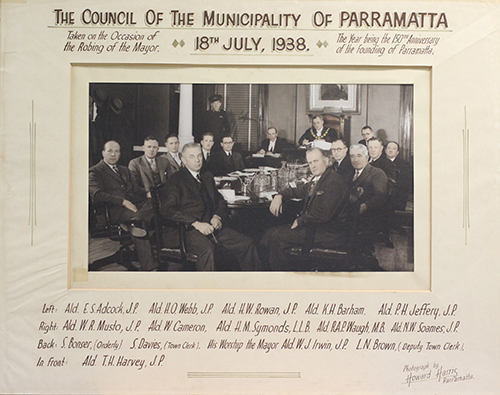 THE COUNCIL OF THE MUNICIPALITY OF PARRAMATTA
Taken on the Occasion of
the Robing of the Mayor.
18TH JULY, 1938.
The Year being the 150TH Anniversary
of the founding of Parramatta.
Left: Ald. E.S. Adcock, J.P. Ald. H.O. Webb, J.P. Ald. H.W. Rowan, J.P. Ald. K.H. Barham. Ald. P.H. Jeffery, J.P.
Right: Ald. W.R. Musto, J.P. Ald. W. Cameron, Ald. H.M. Symonds, L.L.B. Ald. R.A.P. Waugh, M.B. Ald. N.W. Soames, J.P.
Back: S. Bonser, (Orderly) S. Davies, (Town Clerk), His Worship the Mayor Ald. W.J. Irwin, J.P. L.N. Brown, (Deputy Town Clerk),
In front: Ald. T.H. Harvey, J.P.
Photograph by
Howard Harris
Parramatta.